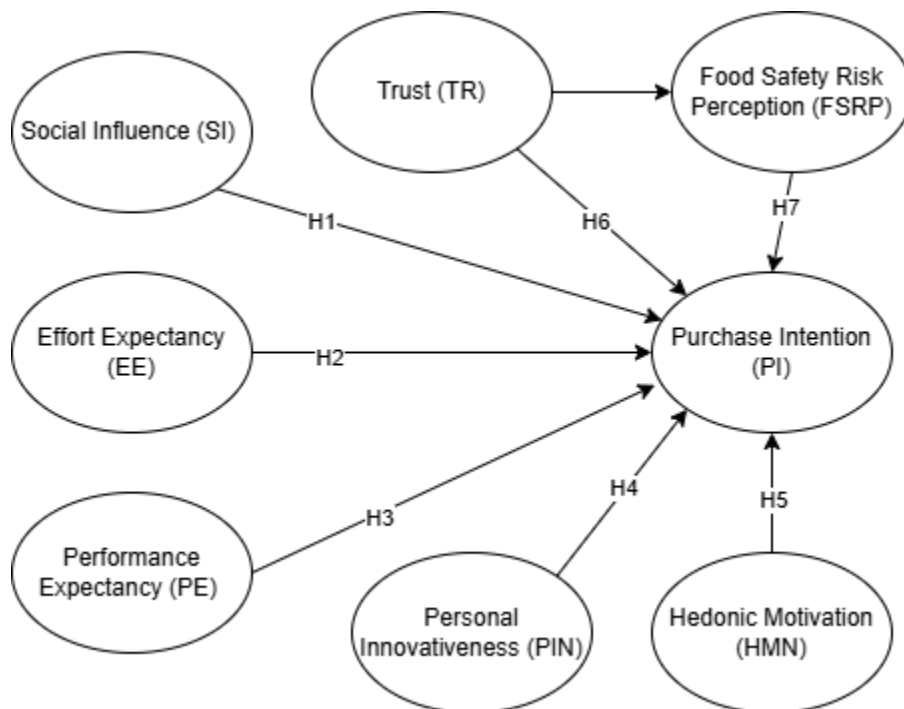 Trust (TR)
Food Safety Risk
Perception (FSRP)
Social Influence (SI)
H1
H6
H7
Effort Expectancy
(EE)
H2
Purchase Intention
(PI)
H3
H4
H5
Performance
Expectancy (PE)
Personal
Innovativeness (PIN)
Hedonic Motivation
(HMN)